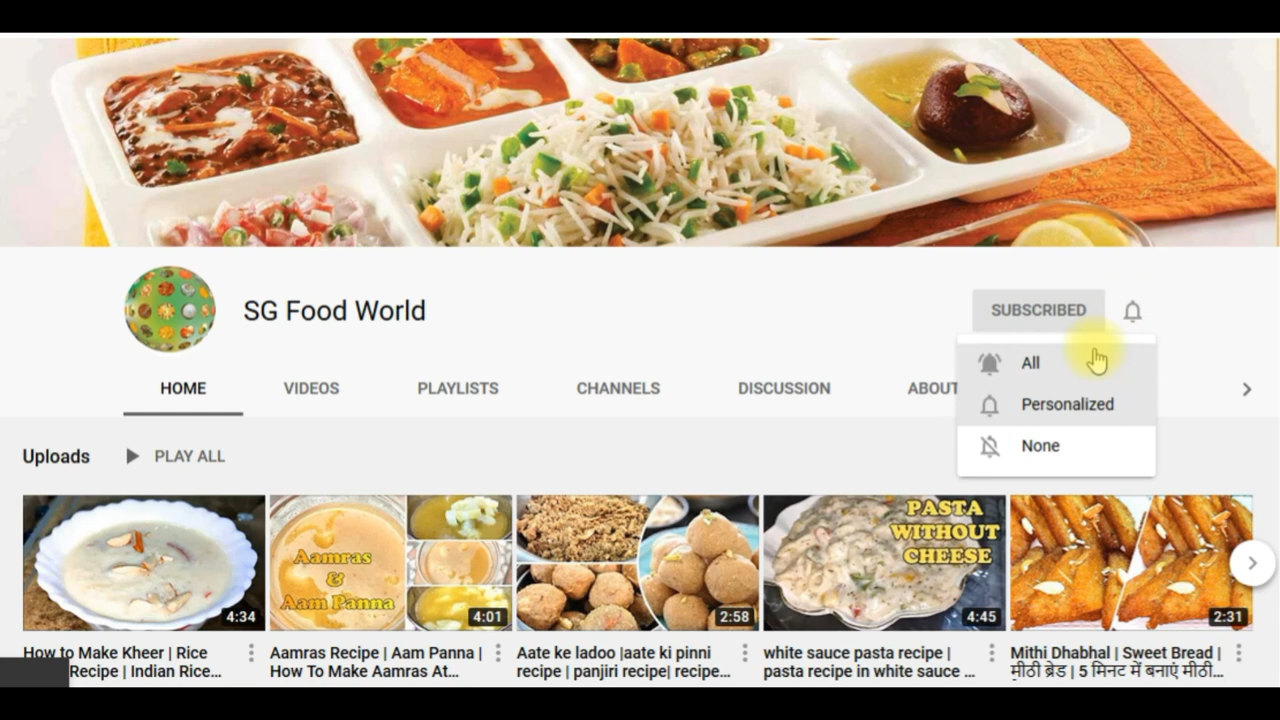 SG Food World
SUBSCRIBED
All
Personalized
None
HOME
VIDEOS
PLAYLISTS
CHANNELS
DISCUSSION
ABOUT
Uploads
PLAY ALL
4:34
Aamras
&
Aam Panna
4:01
2:58
PASTA
WITHOUT
CHEESE
4:45
2:31
How to Make Kheer | Rice
Recipe | Indian Rice...
Aamras Recipe | Aam Panna |
How To Make Aamras At...
Aate ke ladoo |aate ki pinni
recipe | panjiri recipe| recipe...
white sauce pasta recipe |
pasta recipe in white sauce ...
Mithi Dhabhal | Sweet Bread |
मीठी ब्रेड | 5 मिनट में बनाएं मीठी...